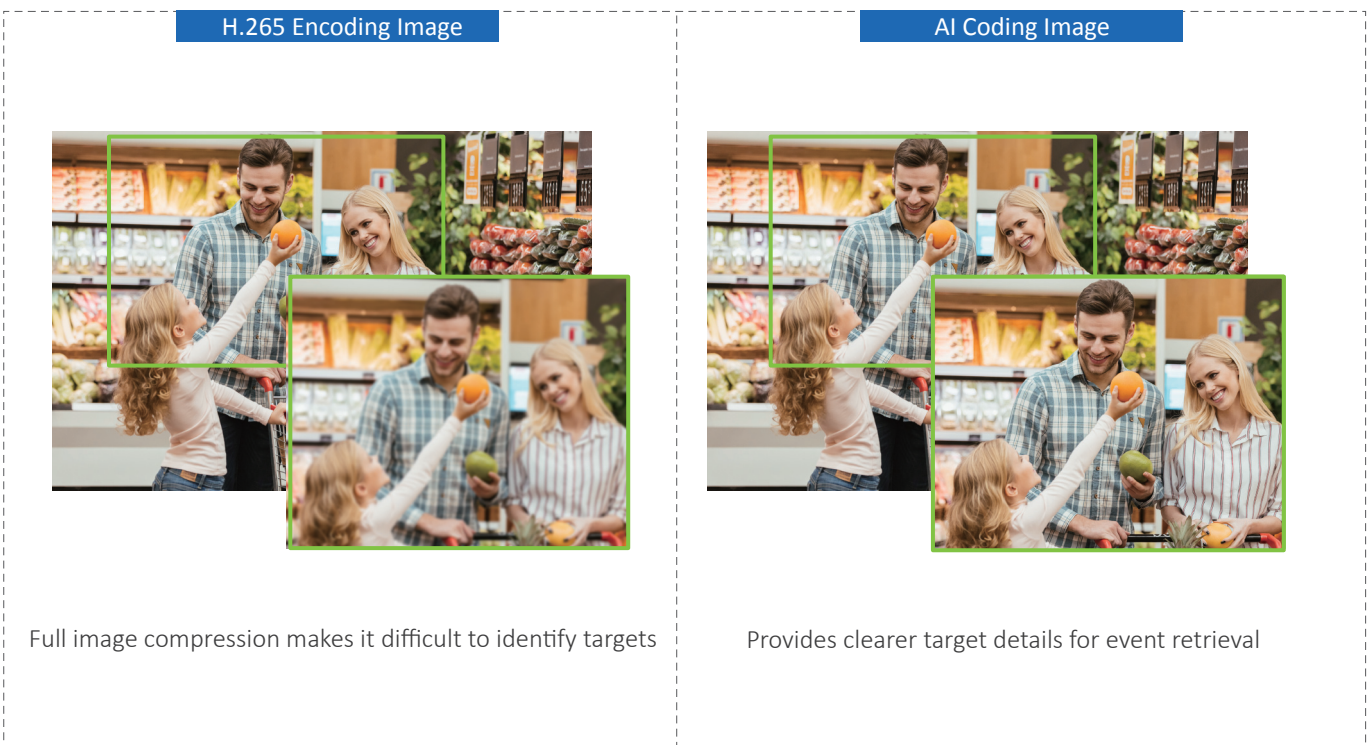 H.265 Encoding Image
AI Coding Image
Full image compression makes it difficult to identify targets
Provides clearer target details for event retrieval